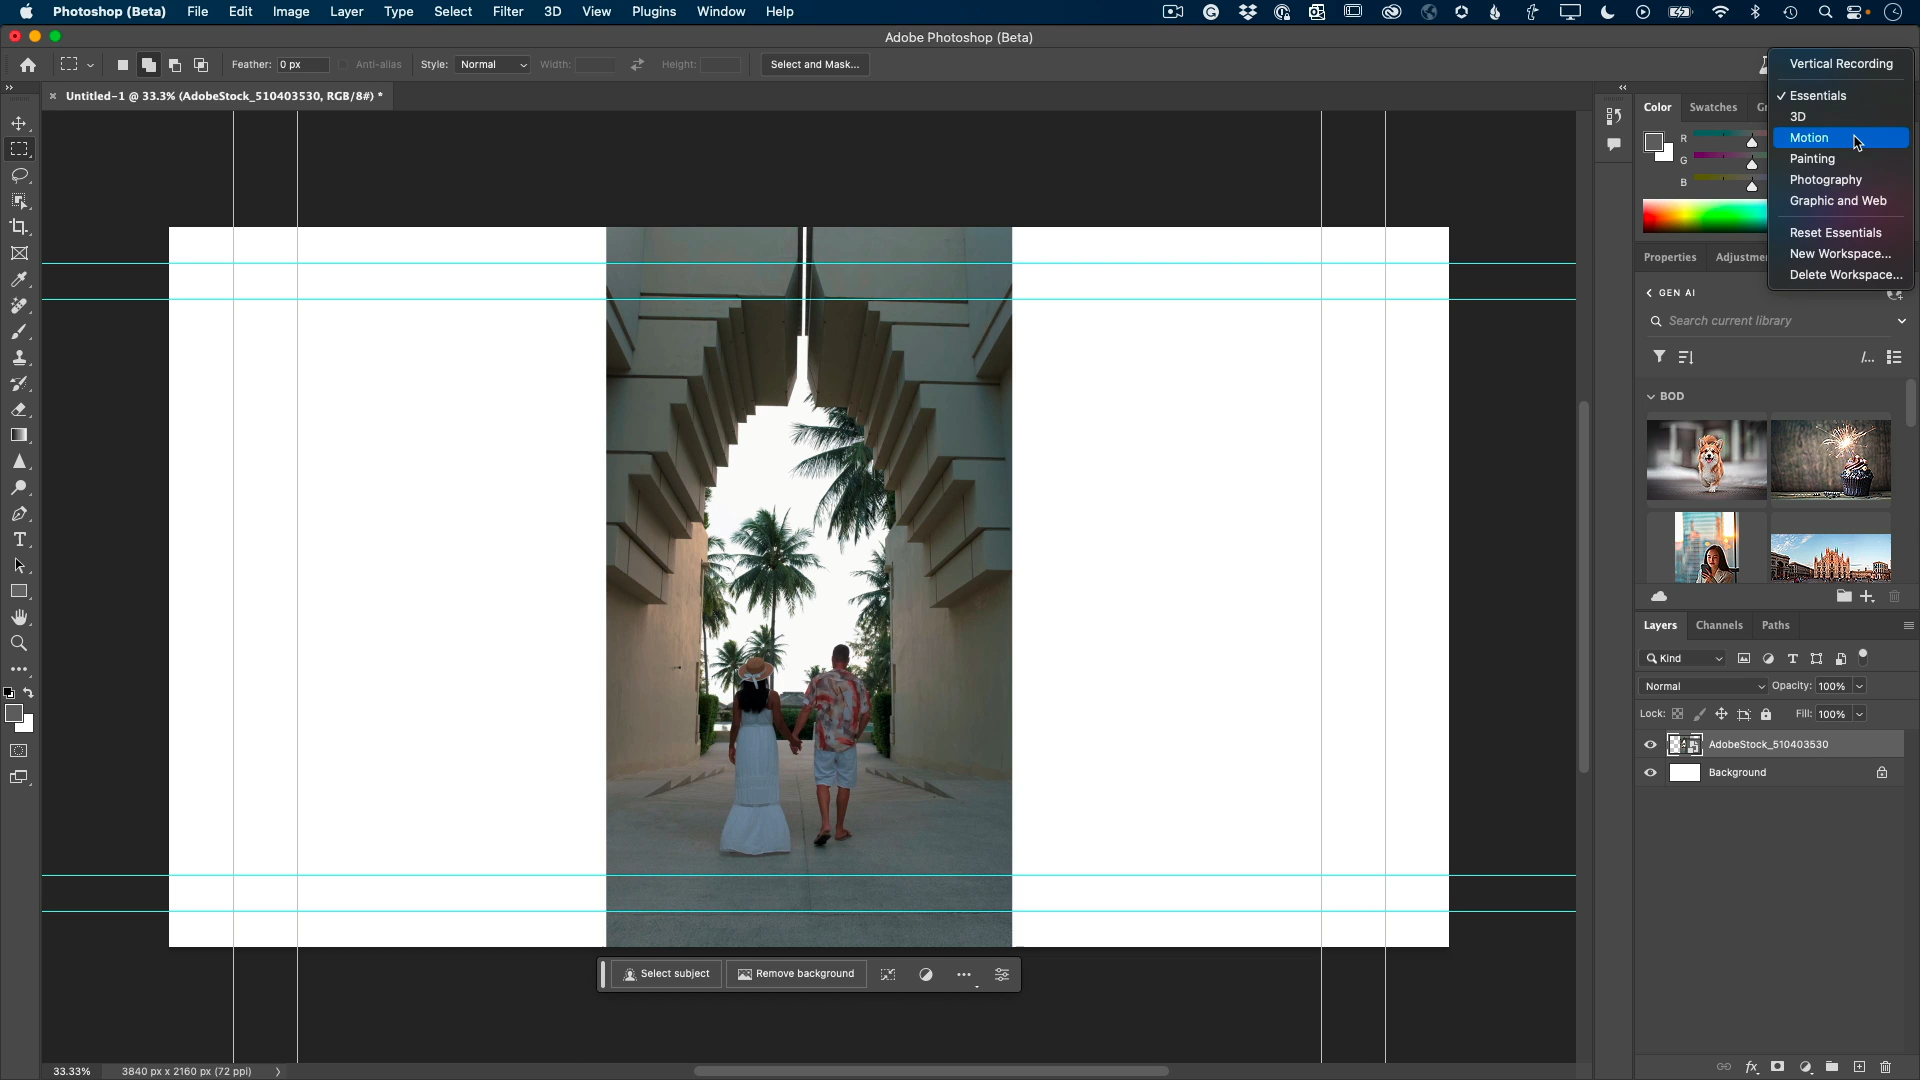 Photoshop (Beta) File Edit Image Layer Type Select Filter 3D View Plugins Window Help
Adobe Photoshop (Beta)
Feather: 0 px Anti-alias Style: Normal Width: Height: Select and Mask...
Untitled-1 @ 33.3% (AdobeStock_510403530, RGB/8#) *
Vertical Recording
Essentials
3D
Motion
Painting
Photography
Graphic and Web
Reset Essentials
New Workspace...
Delete Workspace...
Color Swatches Gr
R
G
B
Properties Adjustmen
GEN AI
Search current library
/...
BOD
Layers Channels Paths
Kind
Normal Opacity: 100%
Lock: Fill: 100%
AdobeStock_510403530
Background
Select subject Remove background
33.33% 3840 px x 2160 px (72 ppi)